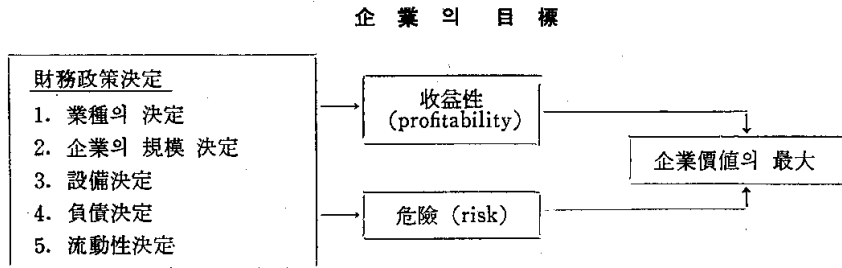 企業의 目標
財務政策決定
1. 業種의 決定
2. 企業의 規模 決定
3. 設備決定
4. 負債決定
5. 流動性決定
收益性
(profitability)
危險 (risk)
企業價値의 最大